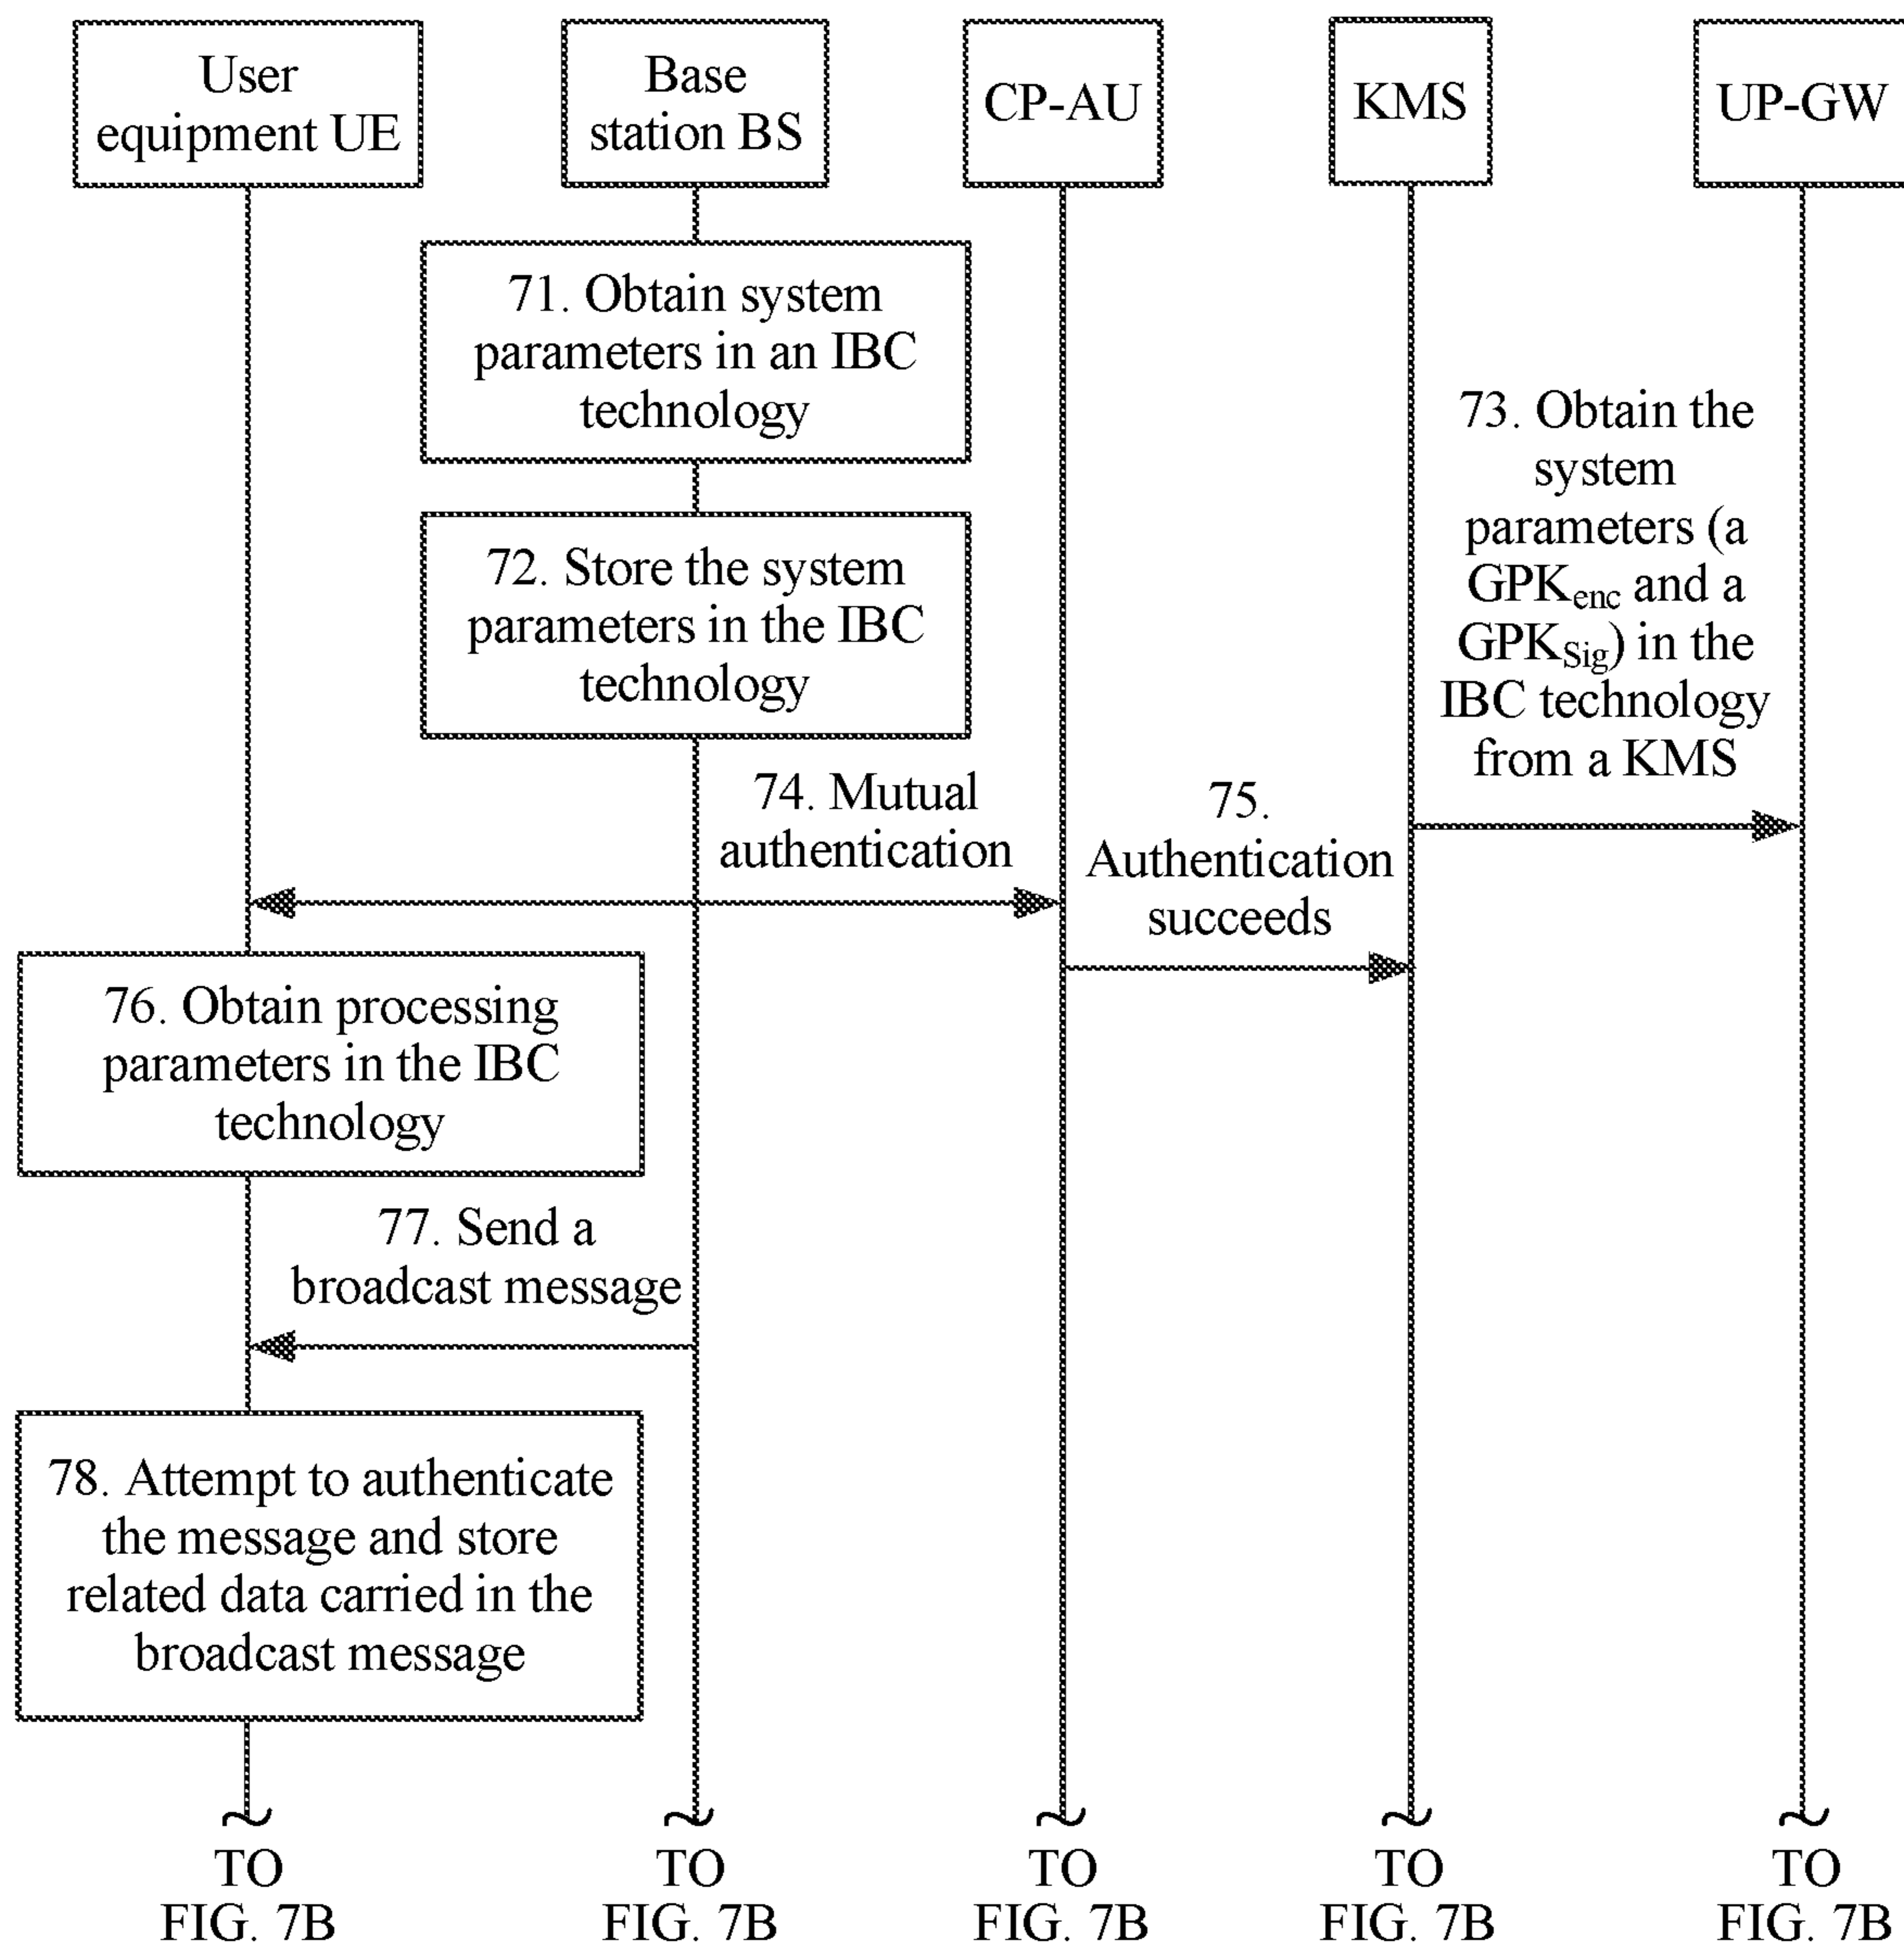 User
equipment UE
Base
station BS
CP-AU
KMS
UP-GW
71. Obtain system
parameters in an IBC
technology
72. Store the system
parameters in the IBC
technology
73. Obtain the
system
parameters (a
GPKenc and a
GPKSig) in the
IBC technology
from a KMS
74. Mutual
authentication
75.
Authentication
succeeds
76. Obtain processing
parameters in the IBC
technology
77. Send a
broadcast message
78. Attempt to authenticate
the message and store
related data carried in the
broadcast message
TO
FIG. 7B
TO
FIG. 7B
TO
FIG. 7B
TO
FIG. 7B
TO
FIG. 7B